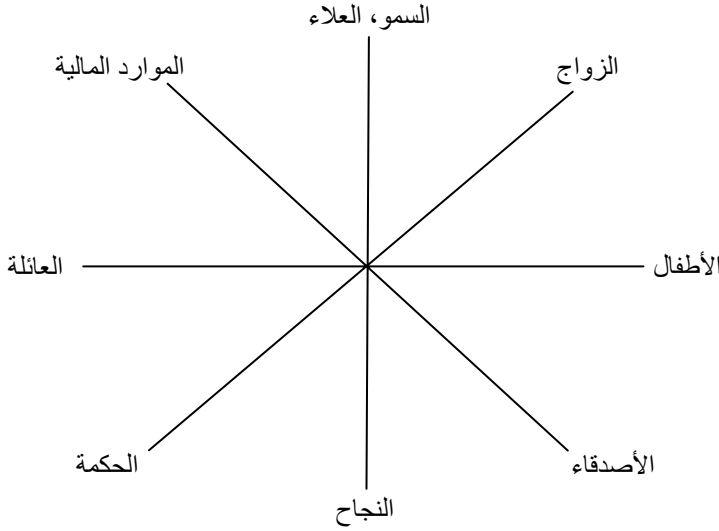 السمو، العلاء
الزواج
الموارد المالية
الأطفال
العائلة
الأصدقاء
الحكمة
النجاح